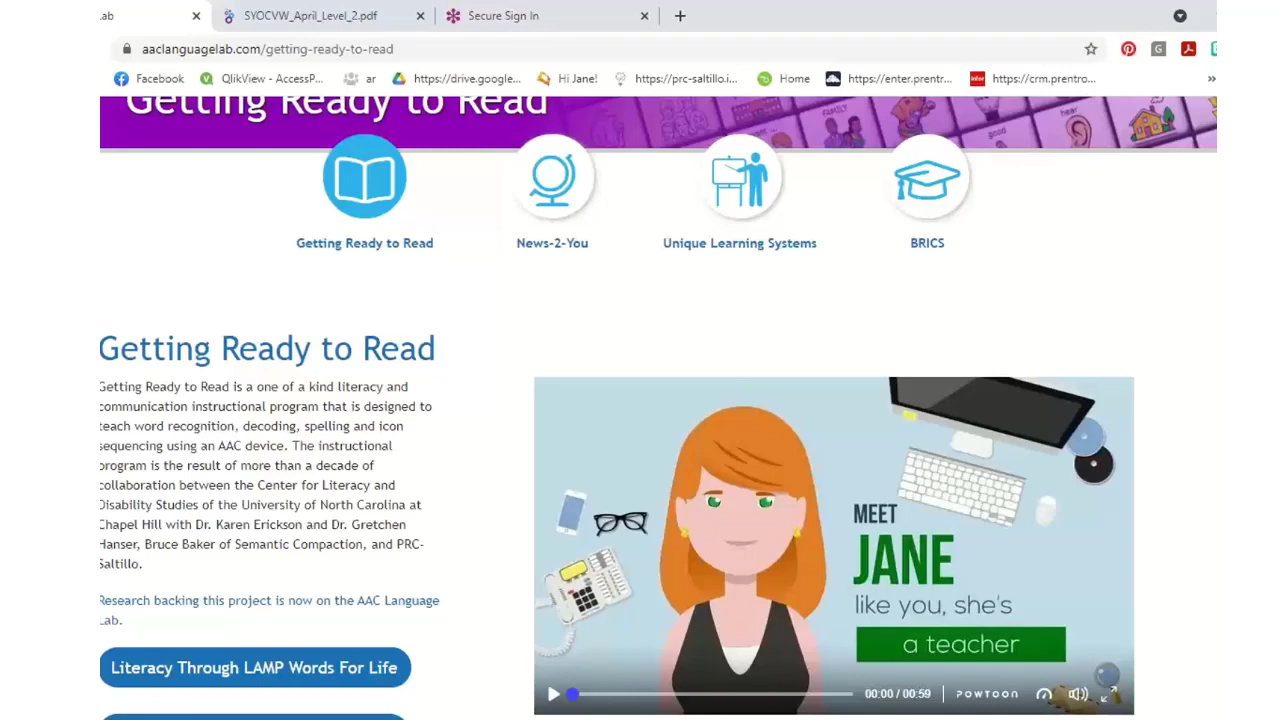 .ab
SYOCVW_April_Level_2.pdf
Secure Sign In
aaclanguagelab.com/getting-ready-to-read
Facebook
QlikView - AccessP...
ar
https://drive.google...
Hi Jane!
https://prc-saltillo.i...
Home
https://enter.prentr...
https://crm.prentro...
Getting Ready to Read
FAMILY
hear
good
Getting Ready to Read
News-2-You
Unique Learning Systems
BRICS
Getting Ready to Read
Getting Ready to Read is a one of a kind literacy and
communication instructional program that is designed to
teach word recognition, decoding, spelling and icon
sequencing using an AAC device. The instructional
program is the result of more than a decade of
collaboration between the Center for Literacy and
Disability Studies of the University of North Carolina at
Chapel Hill with Dr. Karen Erickson and Dr. Gretchen
Hanser, Bruce Baker of Semantic Compaction, and PRC-
Saltillo.
Research backing this project is now on the AAC Language
Lab.
Literacy Through LAMP Words For Life
MEET
JANE
like you, she's
a teacher
00:00 / 00:59
POWTOON